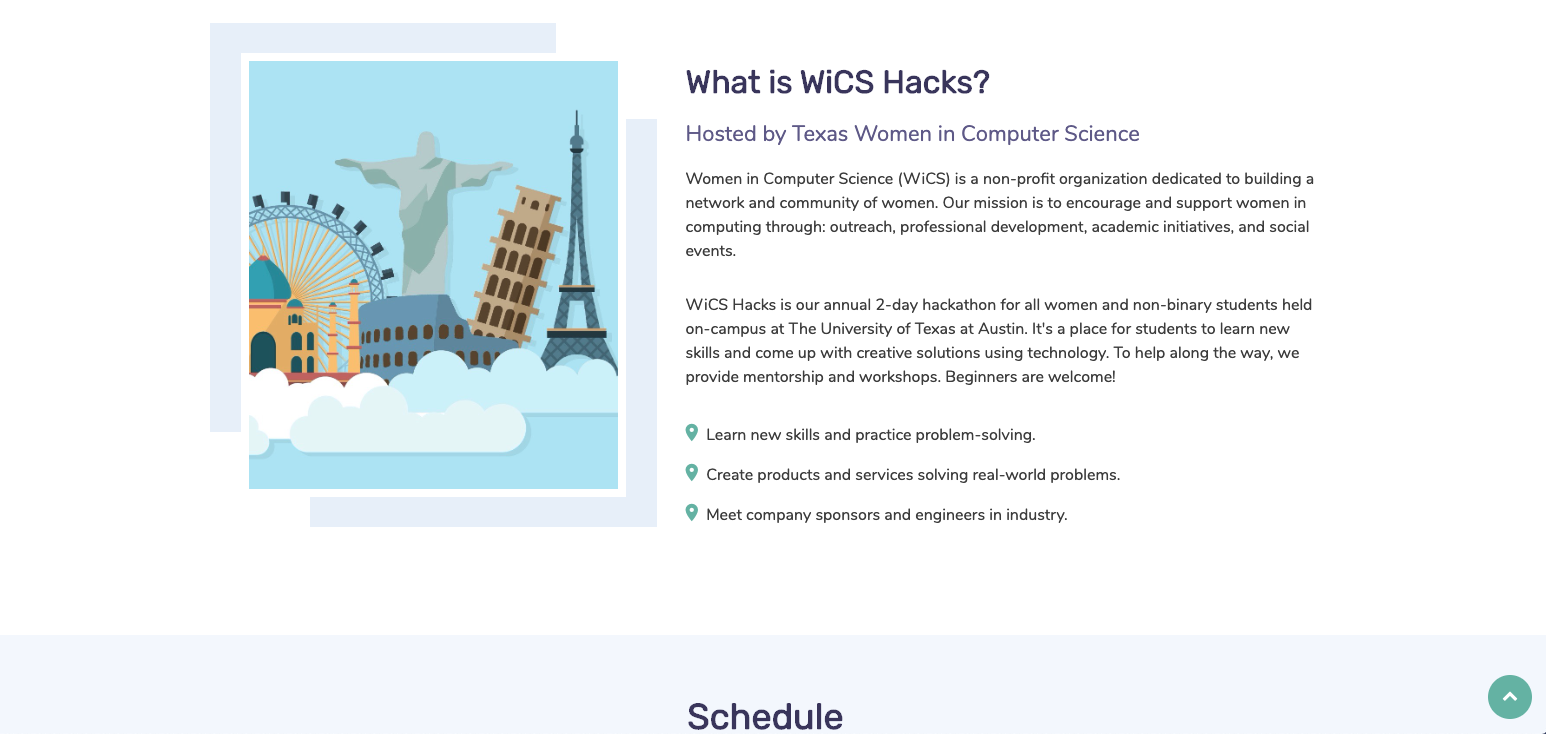 What is WiCS Hacks?
Hosted by Texas Women in Computer Science
Women in Computer Science (WiCS) is a non-profit organization dedicated to building a
network and community of women. Our mission is to encourage and support women in
computing through: outreach, professional development, academic initiatives, and social
events.
WiCS Hacks is our annual 2-day hackathon for all women and non-binary students held
on-campus at The University of Texas at Austin. It's a place for students to learn new
skills and come up with creative solutions using technology. To help along the way, we
provide mentorship and workshops. Beginners are welcome!
Learn new skills and practice problem-solving.
Create products and services solving real-world problems.
Meet company sponsors and engineers in industry.
Schedule